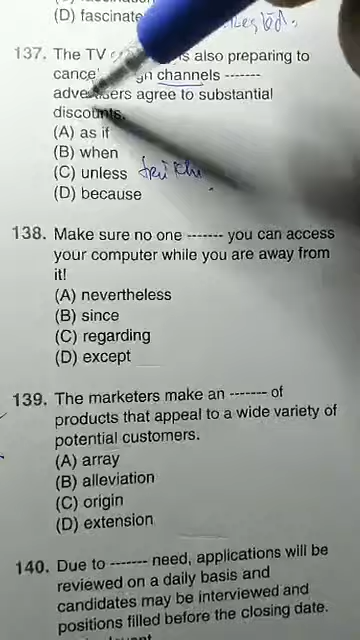 (D) fascinate
137. The TV is also preparing to
channels -------
advertisers agree to substantial
discounts.
(A) as if
(B) when
(C) unless
(D) because
138. Make sure no one ------- you can access
your computer while you are away from
it!
(A) nevertheless
(B) since
(C) regarding
(D) except
139. The marketers make an ------- of
products that appeal to a wide variety of
potential customers.
(A) array
(B) alleviation
(C) origin
(D) extension
140. Due to ------- need, applications will be
reviewed on a daily basis and
candidates may be interviewed and
positions filled before the closing date.